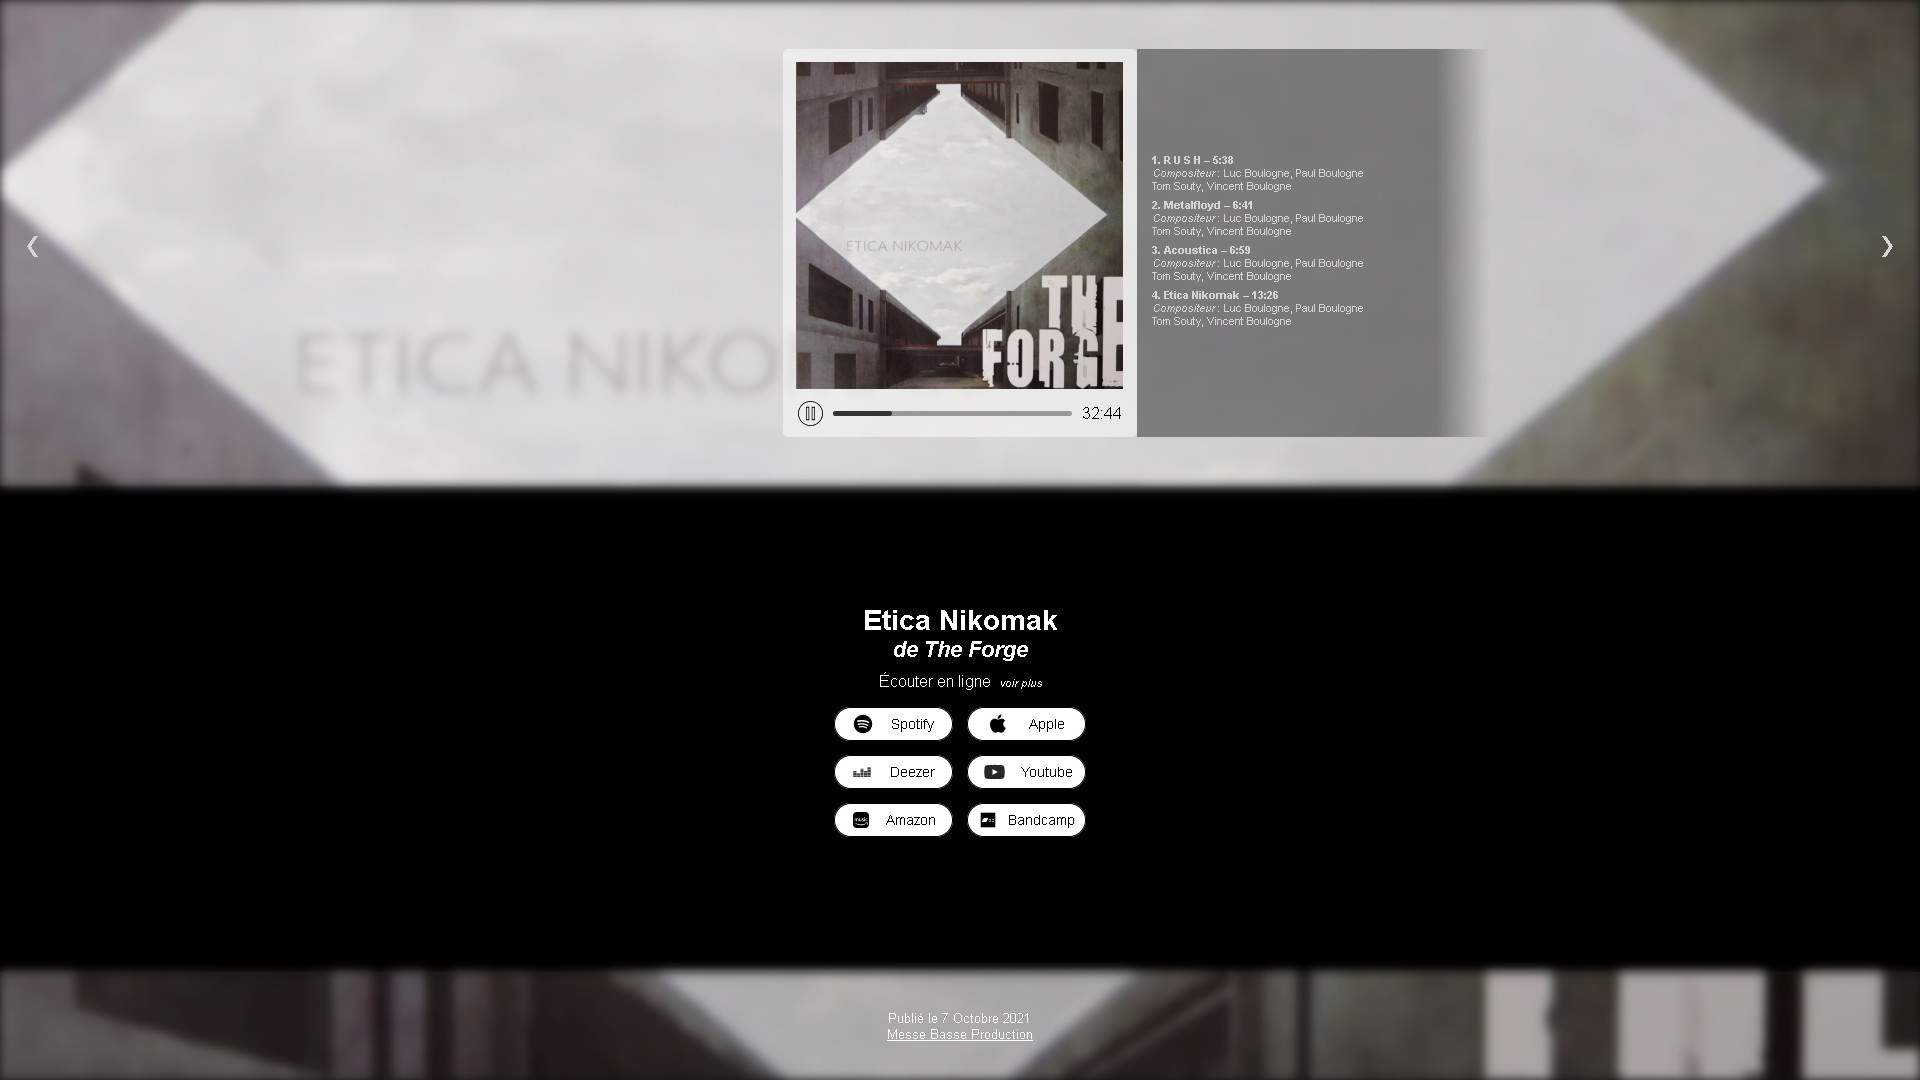 ETICA NIKO
ETICA NIKOMAK
THE
FORGE
32:44
1. R U S H – 5:38
Compositeur : Luc Boulogne, Paul Boulogne
Tom Souty, Vincent Boulogne
2. Metalfloyd – 6:41
Compositeur : Luc Boulogne, Paul Boulogne
Tom Souty, Vincent Boulogne
3. Acoustica – 6:59
Compositeur : Luc Boulogne, Paul Boulogne
Tom Souty, Vincent Boulogne
4. Etica Nikomak – 13:26
Compositeur : Luc Boulogne, Paul Boulogne
Tom Souty, Vincent Boulogne
Etica Nikomak
de The Forge
Écouter en ligne voir plus
Spotify Apple
Deezer Youtube
music Amazon Bandcamp
Publié le 7 Octobre 2021
Messe Basse Production